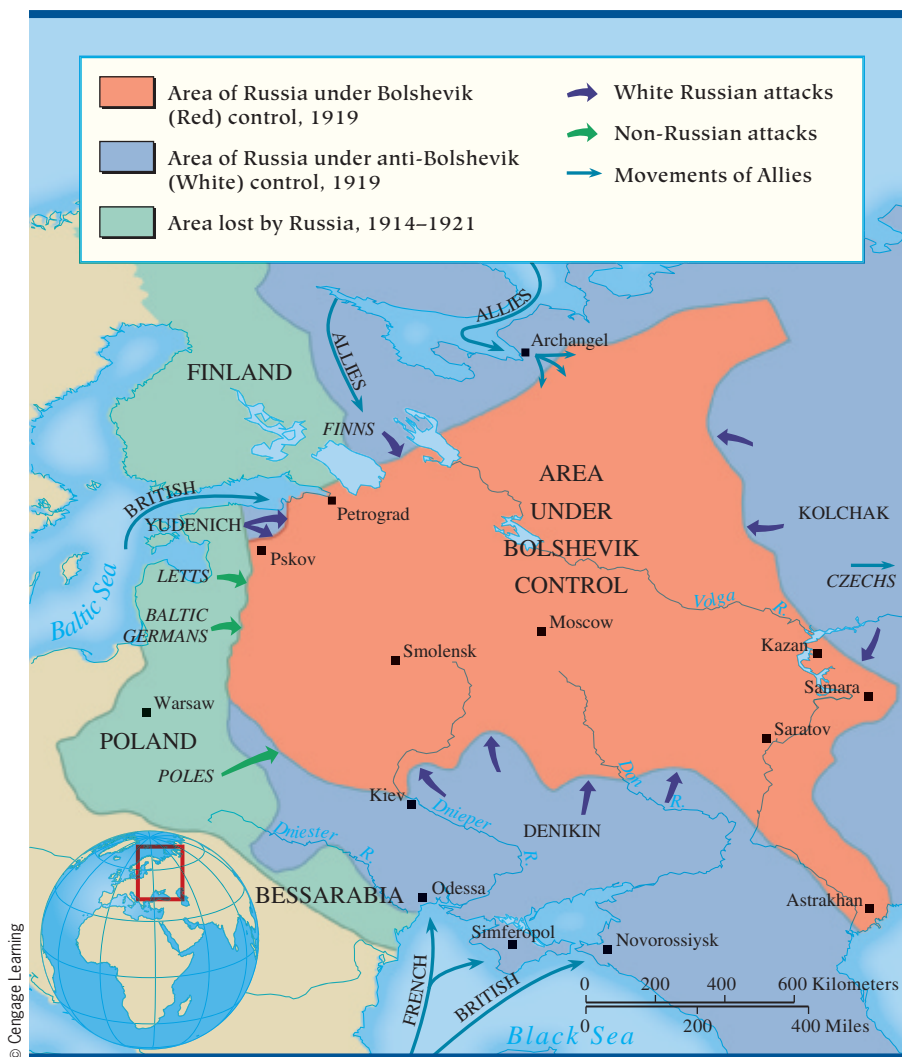 Area of Russia under Bolshevik
(Red) control, 1919
Area of Russia under anti-Bolshevik
(White) control, 1919
Area lost by Russia, 1914–1921
White Russian attacks
Non-Russian attacks
Movements of Allies
ALLIES
Archangel
ALLIES
FINLAND
FINNS
AREA
UNDER
BOLSHEVIK
CONTROL
BRITISH
Petrograd
YUDENICH
Pskov
KOLCHAK
CZECHS
LETTS
Baltic Sea
BALTIC
GERMANS
Volga
R.
Moscow
Kazan
Smolensk
Samara
Warsaw
Saratov
POLAND
POLES
Don
R.
Kiev
Dnieper
R.
DENIKIN
Dniester
R.
BESSARABIA
Odessa
Astrakhan
Simferopol
Novorossiysk
FRENCH
BRITISH
0 200 400 600 Kilometers
0 200 400 Miles
Black Sea
© Cengage Learning